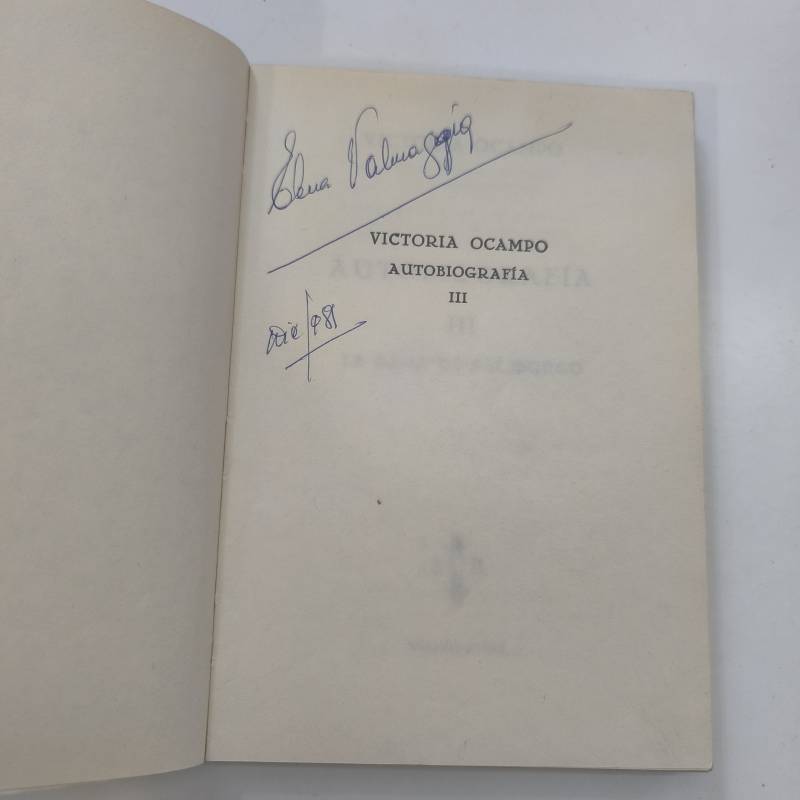 Elena Valmaggia
VICTORIA OCAMPO
AUTOBIOGRAFÍA
III
Dic/981